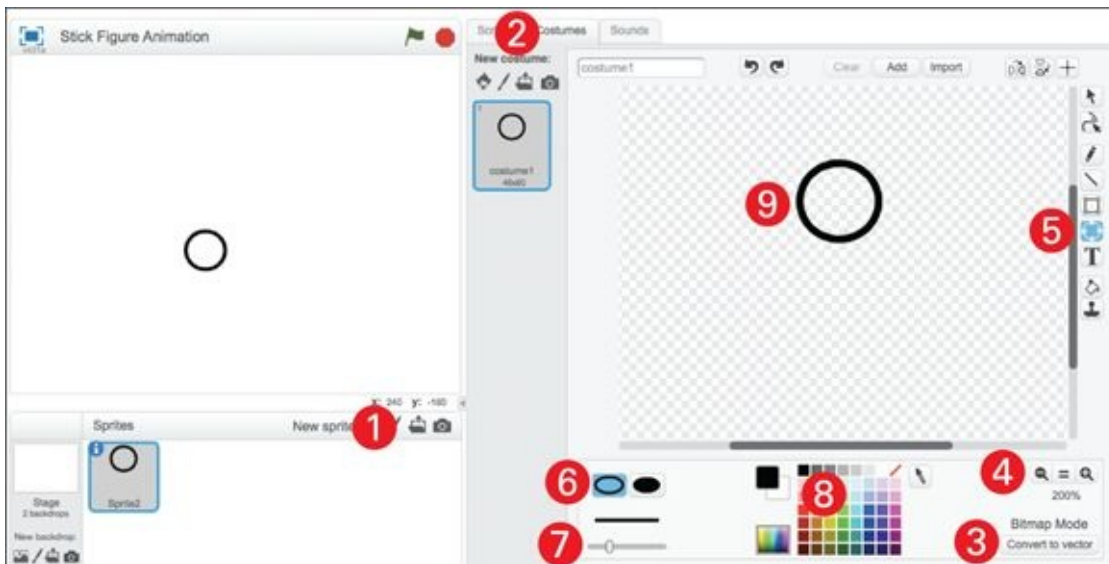 Stick Figure Animation
2
Costumes
Sounds
New costume:
costume1
Clear
Add
Import
1
costume1
9
5
T
x: 240 y: -180
Sprites
New sprite
1
i
Sprite2
Stage
2 backdrops
New backdrop:
6
7
8
4
200%
Bitmap Mode
3
Convert to vector